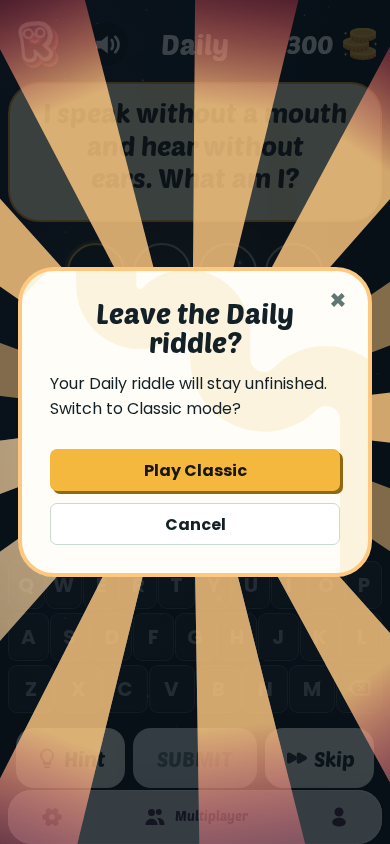 Daily
300
I speak without a mouth
and hear without
ears. What am I?
Leave the Daily
riddle?
Your Daily riddle will stay unfinished.
Switch to Classic mode?
Play Classic
Cancel
Q W E R T Y U I O P
A S D F G H J K L
Z X C V B N M
Hint
SUBMIT
Skip
Multiplayer